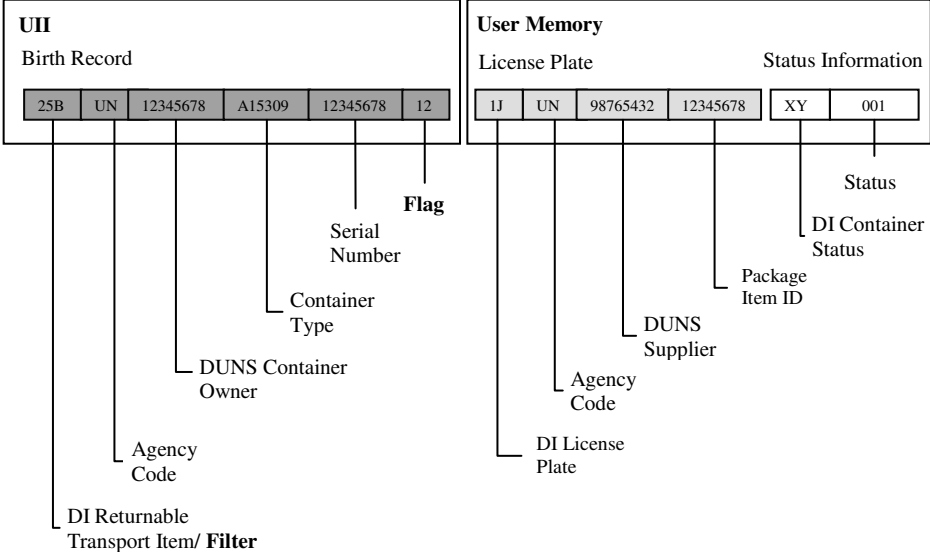 UII
Birth Record
25B UN 12345678 A15309 12345678 12
User Memory
License Plate Status Information
1J UN 98765432 12345678 XY 001
Status
Flag
DI Container
Status
Serial
Number
Package
Item ID
Container
Type
DUNS
Supplier
DUNS Container
Owner
Agency
Code
Agency
Code
DI License
Plate
DI Returnable
Transport Item/ Filter